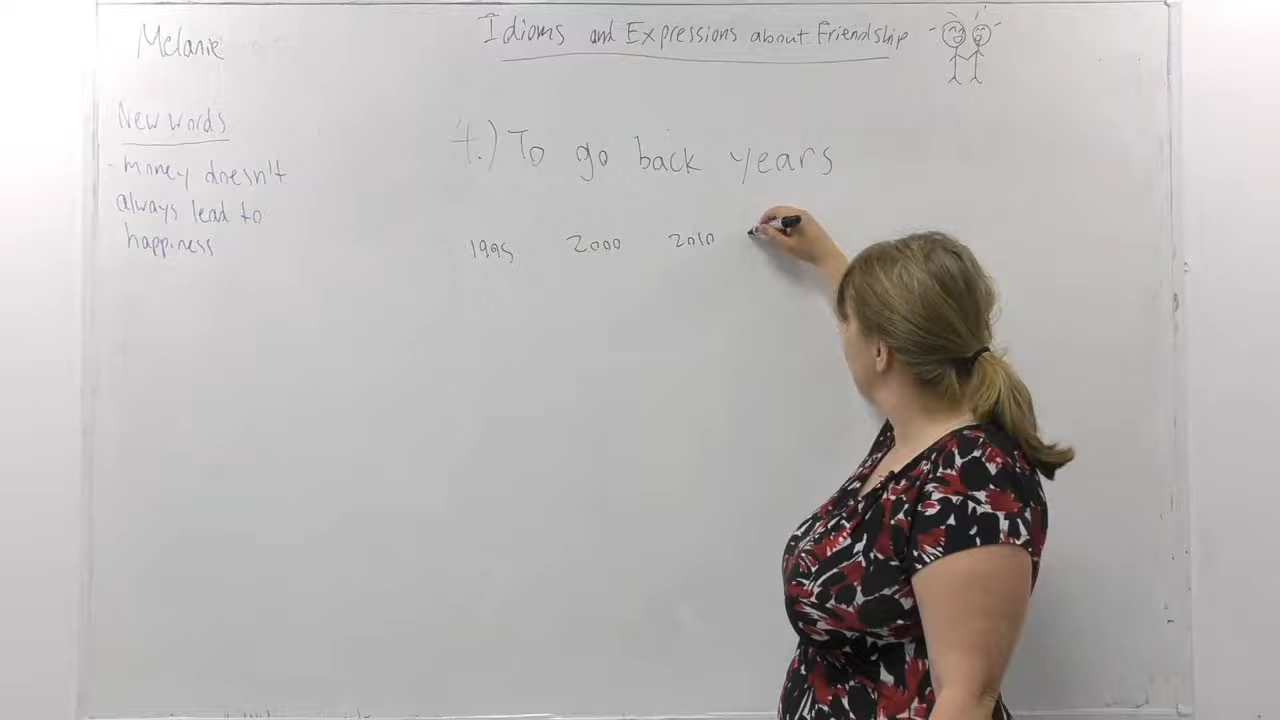 Melanie
Idioms and Expressions about Friendship
New words
- Money doesn't
always lead to
happiness
4.) To go back years
1995 2000 2010